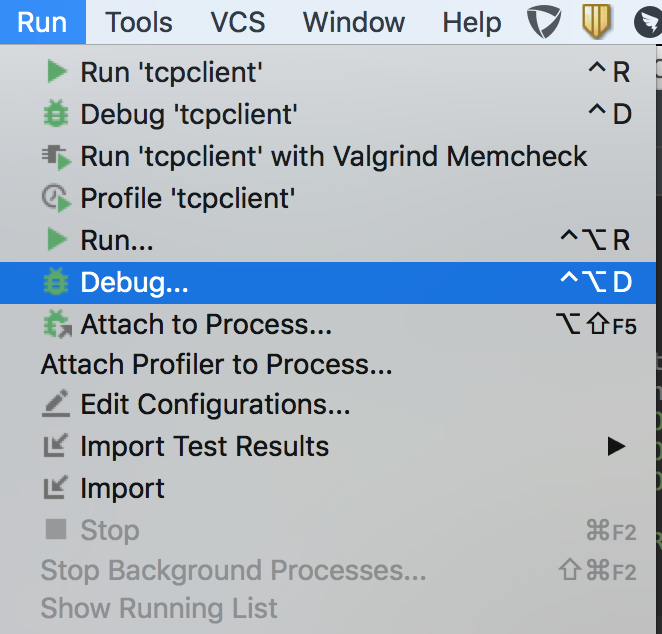 Run Tools VCS Window Help
Run 'tcpclient' ^R
Debug 'tcpclient' ^D
Run 'tcpclient' with Valgrind Memcheck
Profile 'tcpclient'
Run... ^⌥R
Debug... ^⌥D
Attach to Process... ⌥⇧F5
Attach Profiler to Process...
Edit Configurations...
Import Test Results ▶
Import
Stop ⌘F2
Stop Background Processes... ⇧⌘F2
Show Running List